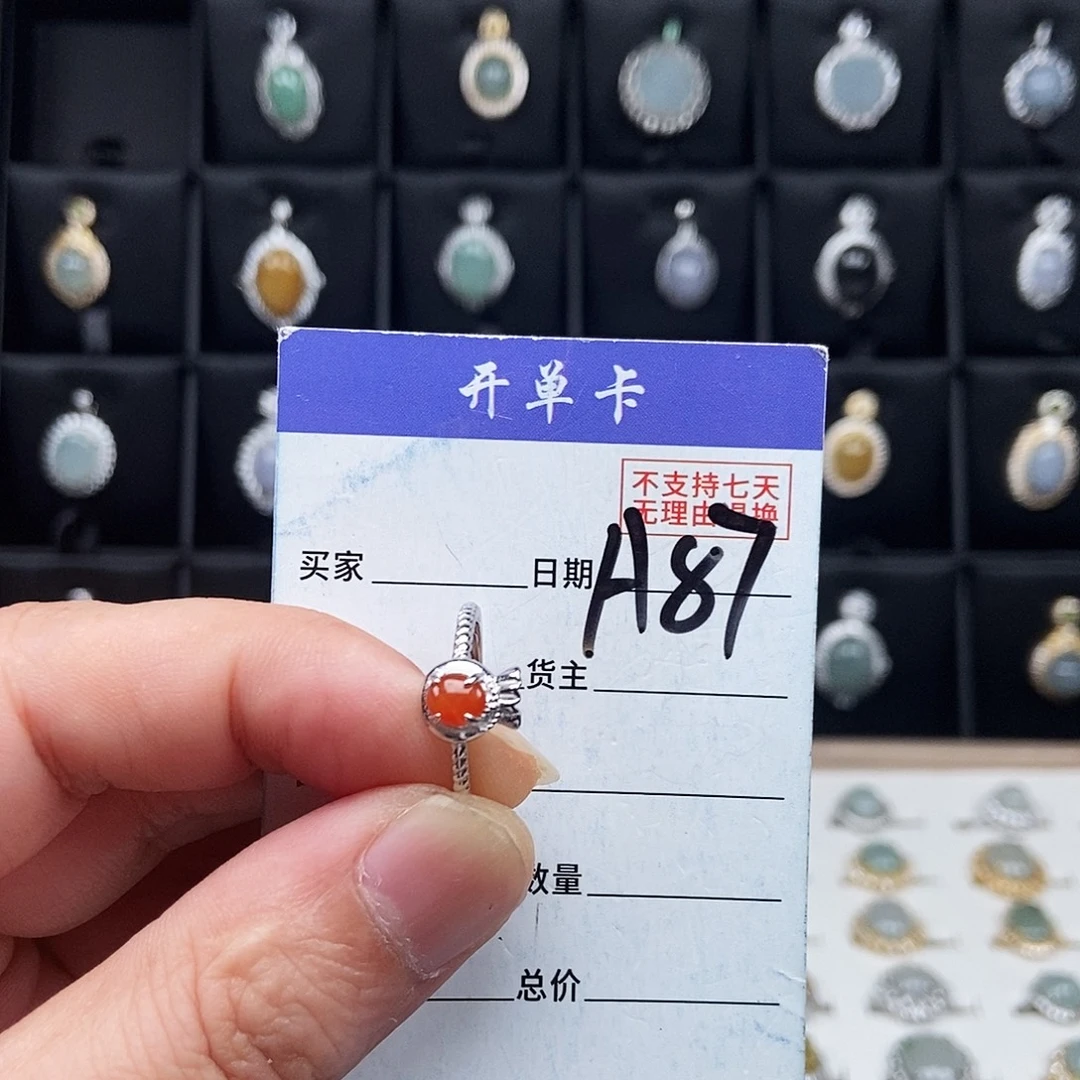 开单卡
不支持七天
无理由退换
买家 日期 A87
货主
数量
总价